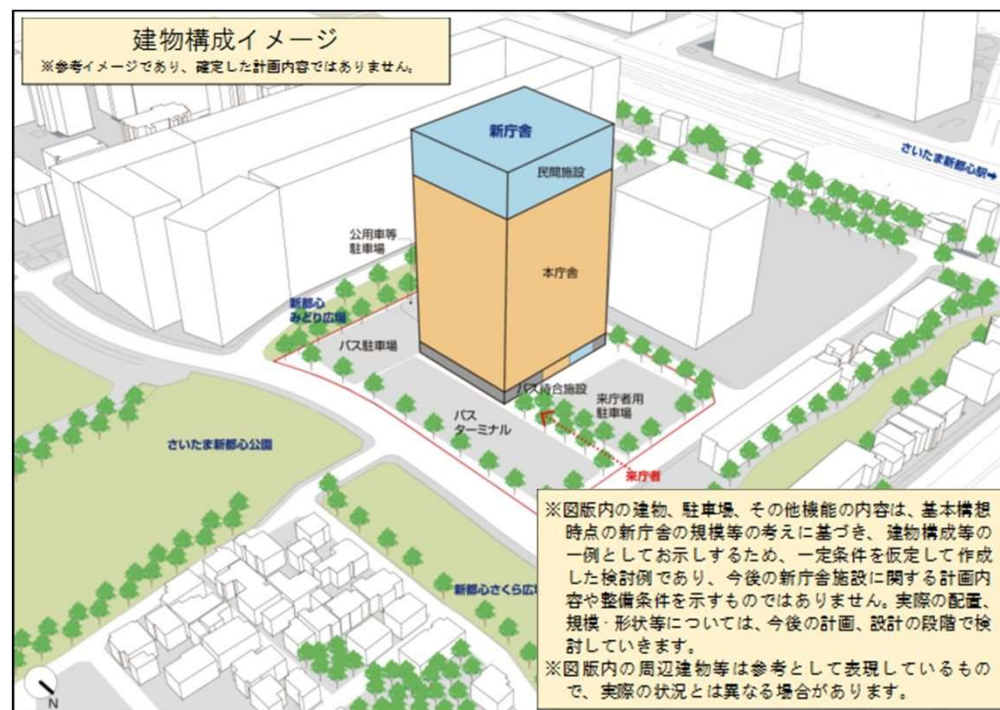 建物構成イメージ
※参考イメージであり、確定した計画内容ではありません。
新庁舎
民間施設
さいたま新都心駅→
公用車等
駐車場
本庁舎
新都心
みどり広場
バス駐車場
バス待合施設
来庁者用
駐車場
バス
ターミナル
さいたま新都心公園
来庁者
新都心さくら広
※図版内の建物、駐車場、その他機能の内容は、基本構想
時点の新庁舎の規模等の考えに基づき、建物構成等の
一例としてお示しするため、一定条件を仮定して作成
した検討例であり、今後の新庁舎施設に関する計画内
容や整備条件を示すものではありません。実際の配置、
規模・形状等については、今後の計画、設計の段階で検
討していきます。
※図版内の周辺建物等は参考として表現しているもの
で、実際の状況とは異なる場合があります。
N